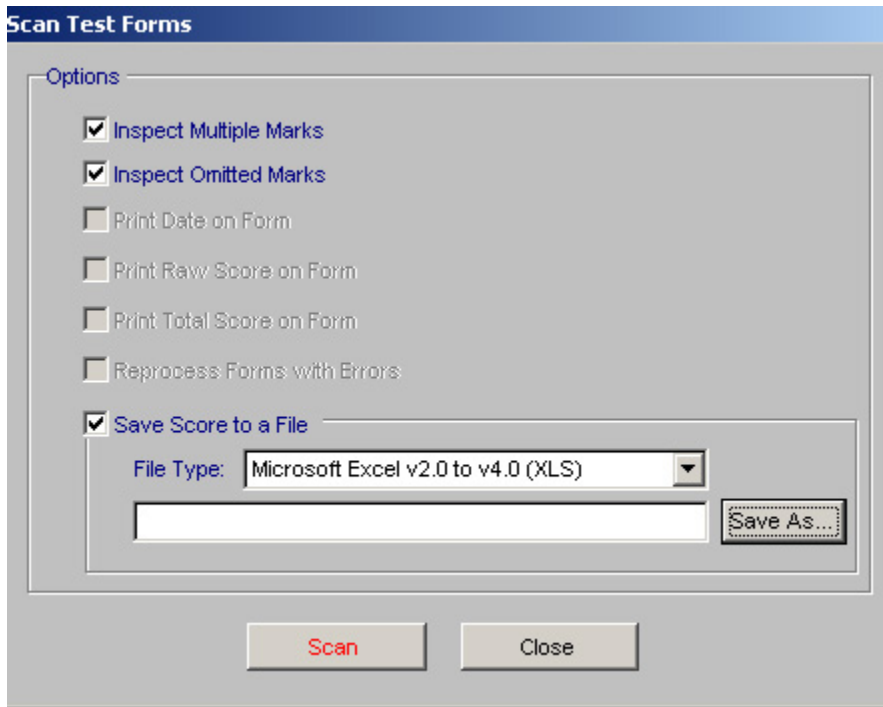 Scan Test Forms
Options
Inspect Multiple Marks
Inspect Omitted Marks
Print Date on Form
Print Raw Score on Form
Print Total Score on Form
Reprocess Forms with Errors
Save Score to a File
File Type: Microsoft Excel v2.0 to v4.0 (XLS)
Save As...
Scan Close